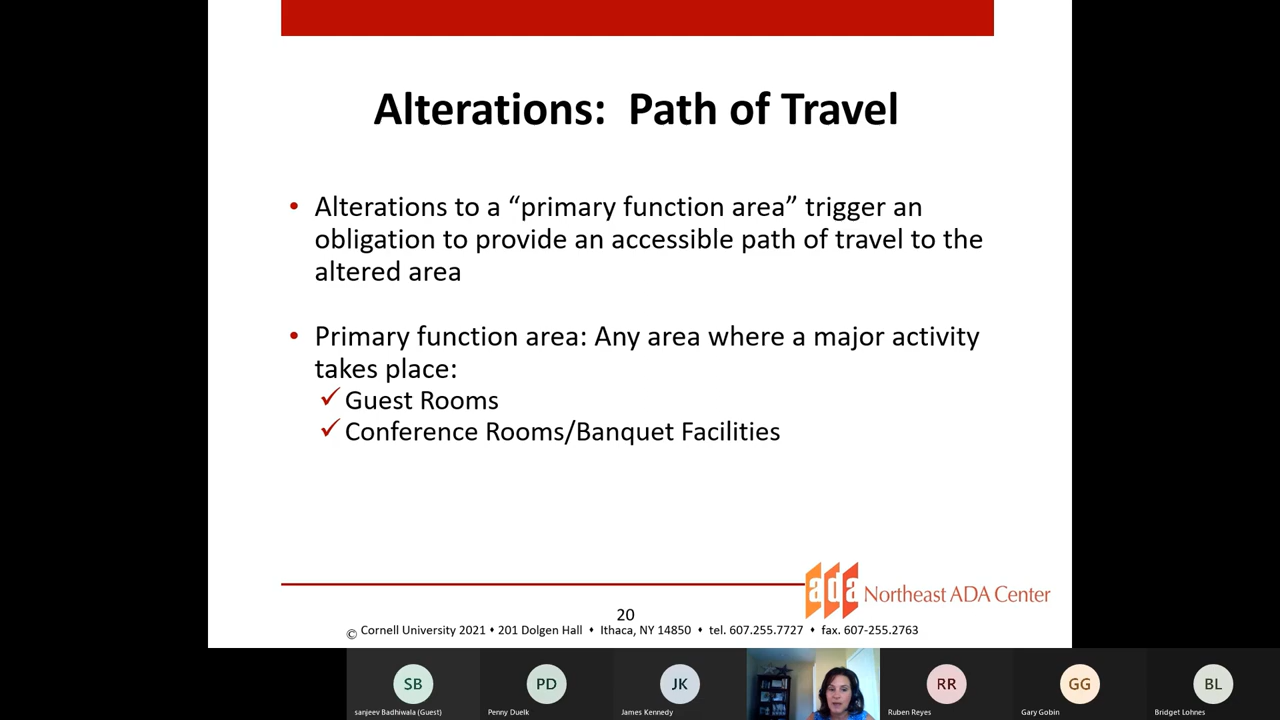 Alterations: Path of Travel
• Alterations to a “primary function area” trigger an
obligation to provide an accessible path of travel to the
altered area
• Primary function area: Any area where a major activity
takes place:
✓ Guest Rooms
✓ Conference Rooms/Banquet Facilities
ada Northeast ADA Center
20
© Cornell University 2021 • 201 Dolgen Hall • Ithaca, NY 14850 • tel. 607.255.7727 • fax. 607-255.2763
SB PD JK RR GG BL
sanjeev Badhiwala (Guest) Penny Duelk James Kennedy Ruben Reyes Gary Gobin Bridget Lohnes